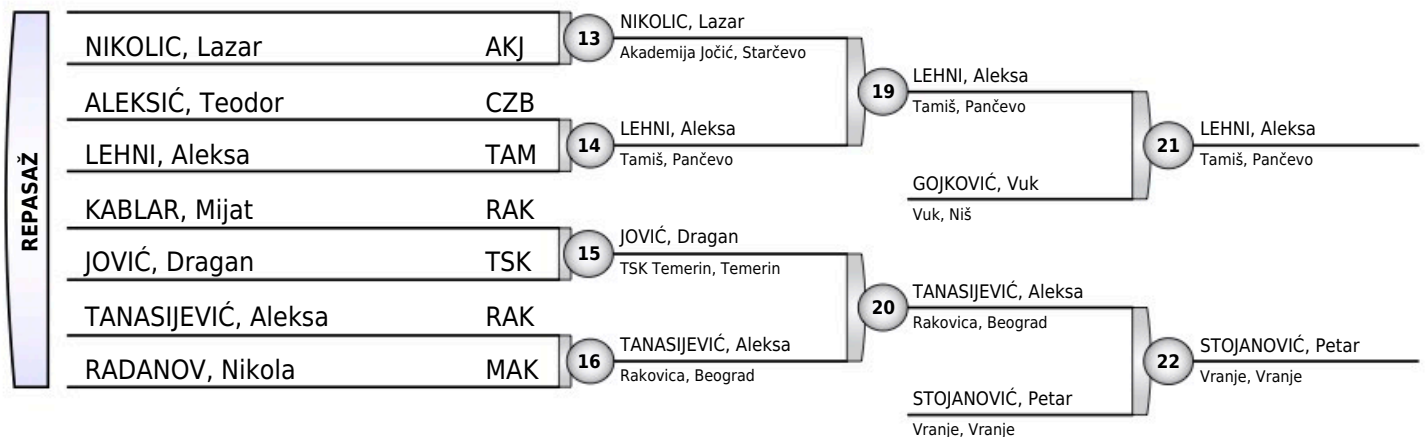 REPASAŽ
NIKOLIC, Lazar AKJ
ALEKSIĆ, Teodor CZB
LEHNI, Aleksa TAM
KABLAR, Mijat RAK
JOVIĆ, Dragan TSK
TANASIJEVIĆ, Aleksa RAK
RADANOV, Nikola MAK
13
NIKOLIC, Lazar
Akademija Jočić, Starčevo
14
LEHNI, Aleksa
Tamiš, Pančevo
15
JOVIĆ, Dragan
TSK Temerin, Temerin
16
TANASIJEVIĆ, Aleksa
Rakovica, Beograd
19
LEHNI, Aleksa
Tamiš, Pančevo
GOJKOVIĆ, Vuk
Vuk, Niš
20
TANASIJEVIĆ, Aleksa
Rakovica, Beograd
STOJANOVIĆ, Petar
Vranje, Vranje
21
LEHNI, Aleksa
Tamiš, Pančevo
22
STOJANOVIĆ, Petar
Vranje, Vranje